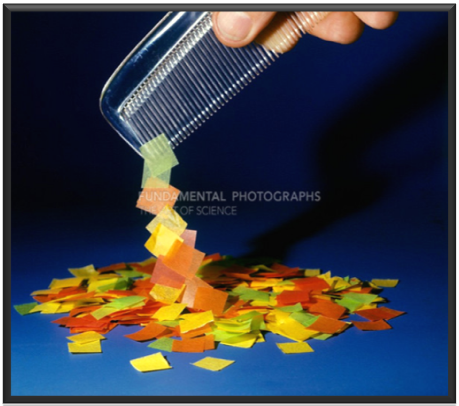 FUNDAMENTAL PHOTOGRAPHS
THE ART OF SCIENCE